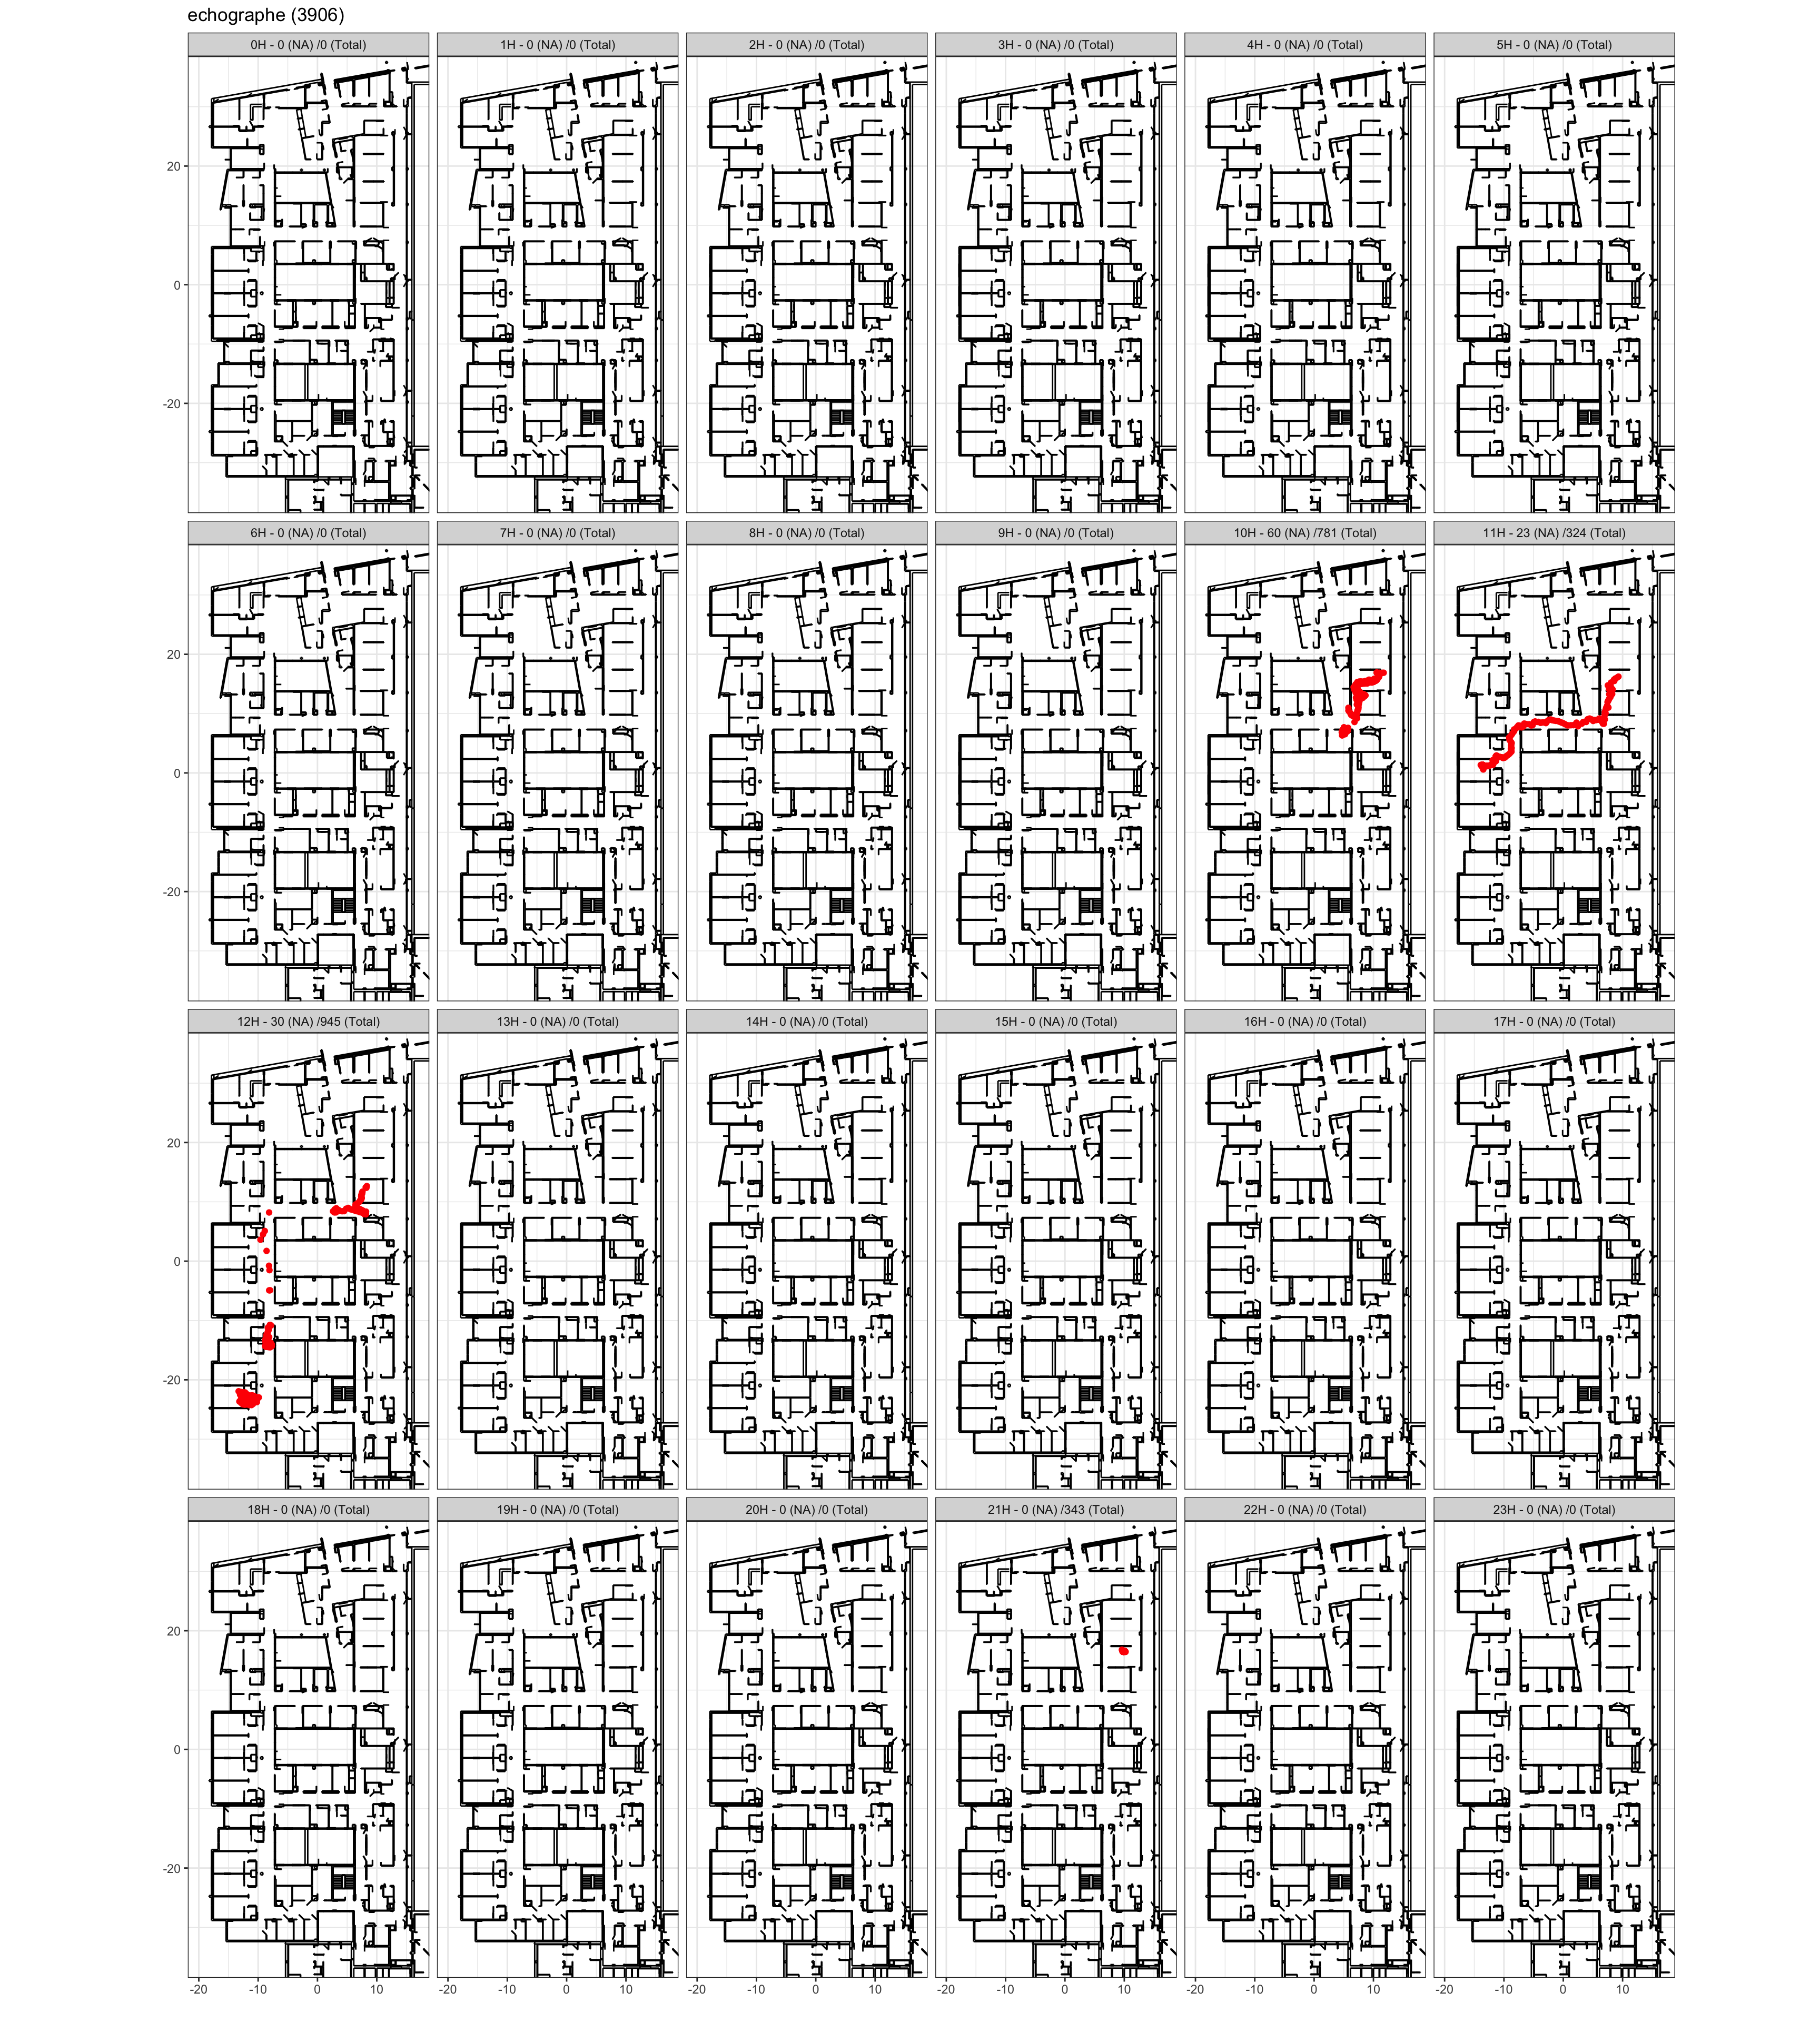 echographe (3906)
0H - 0 (NA) /0 (Total) 1H - 0 (NA) /0 (Total) 2H - 0 (NA) /0 (Total) 3H - 0 (NA) /0 (Total) 4H - 0 (NA) /0 (Total) 5H - 0 (NA) /0 (Total)
20
0
-20
6H - 0 (NA) /0 (Total) 7H - 0 (NA) /0 (Total) 8H - 0 (NA) /0 (Total) 9H - 0 (NA) /0 (Total) 10H - 60 (NA) /781 (Total) 11H - 23 (NA) /324 (Total)
20
0
-20
12H - 30 (NA) /945 (Total) 13H - 0 (NA) /0 (Total) 14H - 0 (NA) /0 (Total) 15H - 0 (NA) /0 (Total) 16H - 0 (NA) /0 (Total) 17H - 0 (NA) /0 (Total)
20
0
-20
18H - 0 (NA) /0 (Total) 19H - 0 (NA) /0 (Total) 20H - 0 (NA) /0 (Total) 21H - 0 (NA) /343 (Total) 22H - 0 (NA) /0 (Total) 23H - 0 (NA) /0 (Total)
20
0
-20
-20 -10 0 10 -20 -10 0 10 -20 -10 0 10 -20 -10 0 10 -20 -10 0 10 -20 -10 0 10